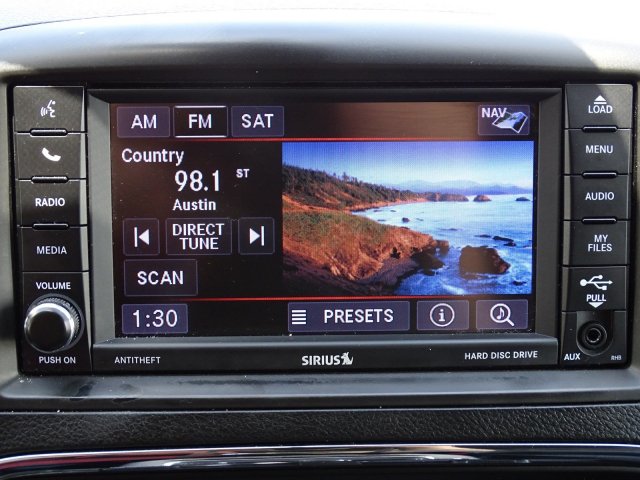 AM FM SAT NAV
Country
98.1 ST
Austin
DIRECT
TUNE
SCAN
1:30 PRESETS
RADIO
MEDIA
VOLUME
PUSH ON
LOAD
MENU
AUDIO
MY
FILES
PULL
AUX RHB
ANTITHEFT SIRIUS HARD DISC DRIVE